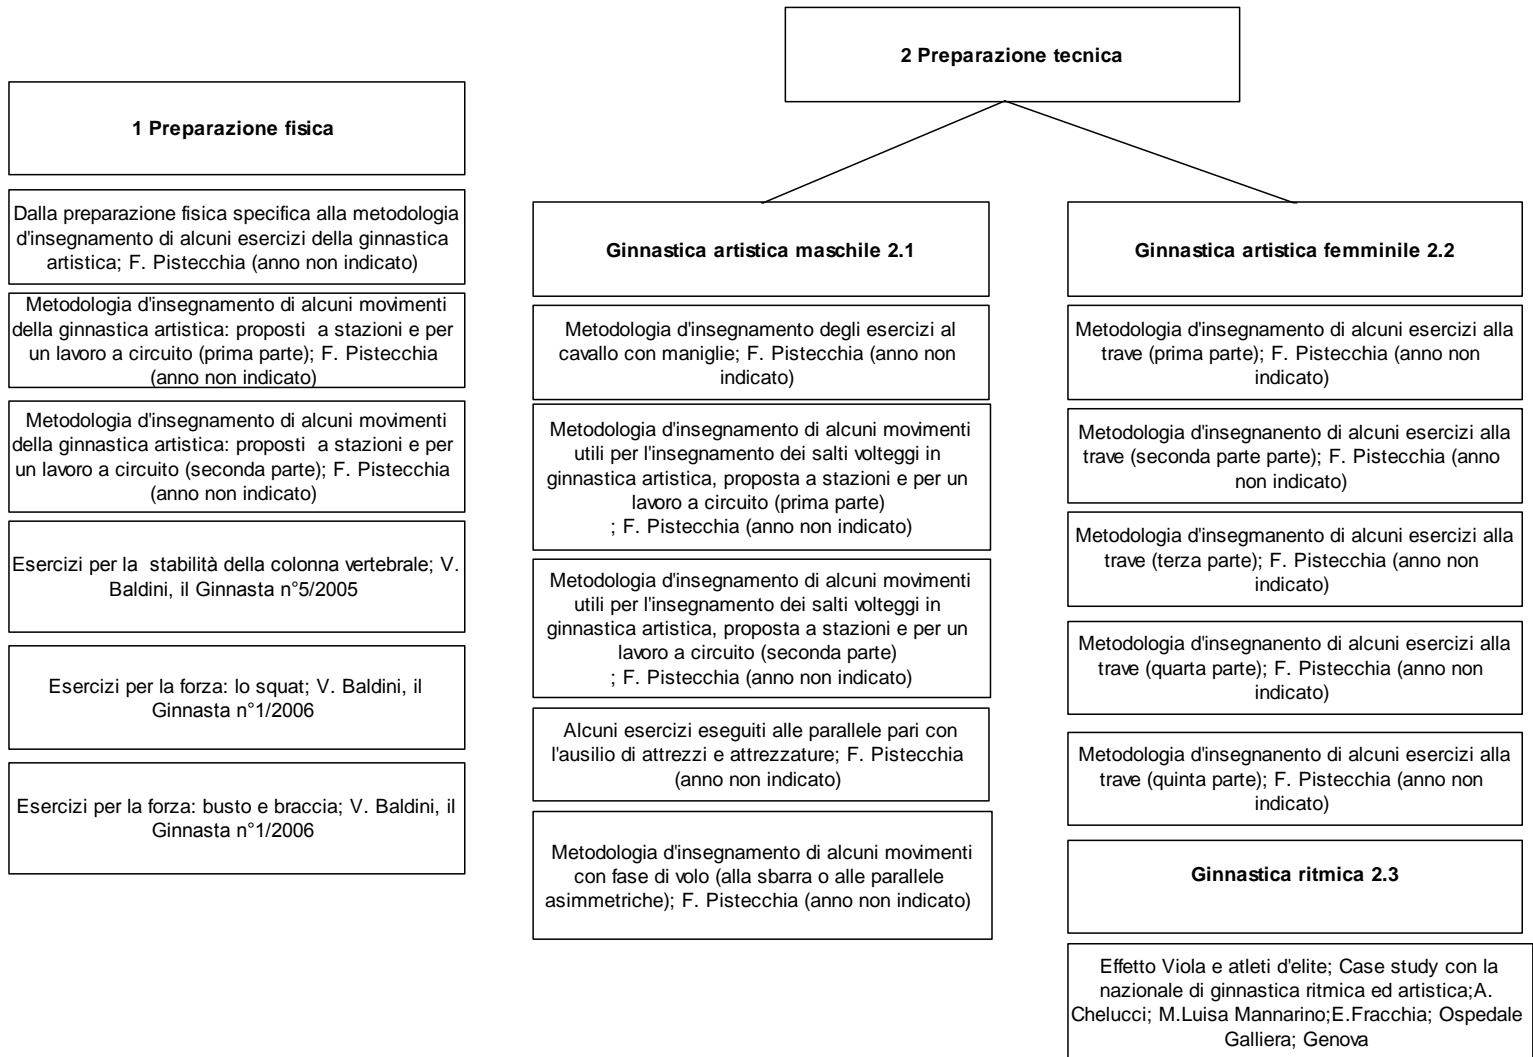 2 Preparazione tecnica
1 Preparazione fisica
Dalla preparazione fisica specifica alla metodologia
d'insegnamento di alcuni esercizi della ginnastica
artistica; F. Pistecchia (anno non indicato)
Metodologia d'insegnamento di alcuni movimenti
della ginnastica artistica: proposti  a stazioni e per
un lavoro a circuito (prima parte); F. Pistecchia
(anno non indicato)
Metodologia d'insegnamento di alcuni movimenti
della ginnastica artistica: proposti  a stazioni e per
un lavoro a circuito (seconda parte); F. Pistecchia
(anno non indicato)
Esercizi per la  stabilità della colonna vertebrale; V.
Baldini, il Ginnasta n°5/2005
Esercizi per la forza: lo squat; V. Baldini, il
Ginnasta n°1/2006
Esercizi per la forza: busto e braccia; V. Baldini, il
Ginnasta n°1/2006
Ginnastica artistica maschile 2.1
Metodologia d'insegnamento degli esercizi al
cavallo con maniglie; F. Pistecchia (anno non
indicato)
Metodologia d'insegnamento di alcuni movimenti
utili per l'insegnamento dei salti volteggi in
ginnastica artistica, proposta a stazioni e per un
lavoro a circuito (prima parte)
; F. Pistecchia (anno non indicato)
Metodologia d'insegnamento di alcuni movimenti
utili per l'insegnamento dei salti volteggi in
ginnastica artistica, proposta a stazioni e per un
lavoro a circuito (seconda parte)
; F. Pistecchia (anno non indicato)
Alcuni esercizi eseguiti alle parallele pari con
l'ausilio di attrezzi e attrezzature; F. Pistecchia
(anno non indicato)
Metodologia d'insegnamento di alcuni movimenti
con fase di volo (alla sbarra o alle parallele
asimmetriche); F. Pistecchia (anno non indicato)
Ginnastica artistica femminile 2.2
Metodologia d'insegnamento di alcuni esercizi alla
trave (prima parte); F. Pistecchia (anno non
indicato)
Metodologia d'insegnanento di alcuni esercizi alla
trave (seconda parte parte); F. Pistecchia (anno
non indicato)
Metodologia d'insegmanento di alcuni esercizi alla
trave (terza parte); F. Pistecchia (anno non
indicato)
Metodologia d'insegnanento di alcuni esercizi alla
trave (quarta parte); F. Pistecchia (anno non
indicato)
Metodologia d'insegnanento di alcuni esercizi alla
trave (quinta parte); F. Pistecchia (anno non
indicato)
Ginnastica ritmica 2.3
Effetto Viola e atleti d'elite; Case study con la
nazionale di ginnastica ritmica ed artistica;A.
Chelucci; M.Luisa Mannarino;E.Fracchia; Ospedale
Galliera; Genova